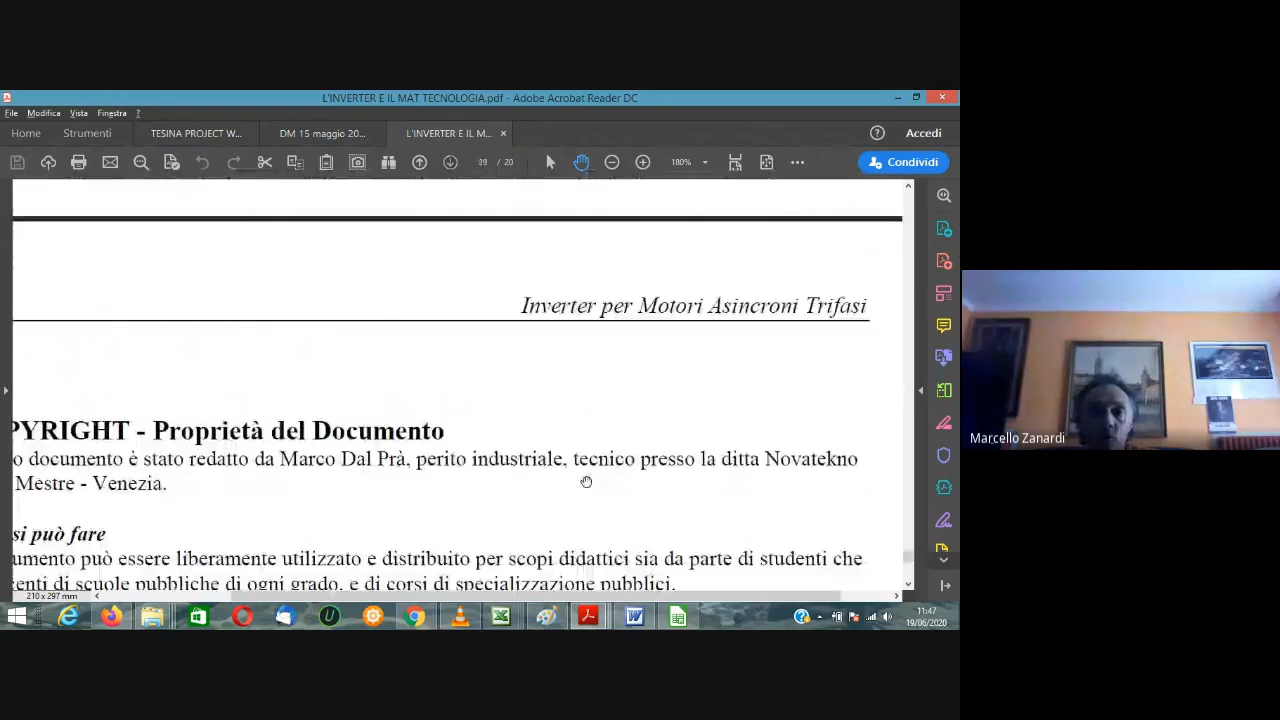 L'INVERTER E IL MAT TECNOLOGIA.pdf - Adobe Acrobat Reader DC
File Modifica Vista Finestra ?
Home Strumenti TESINA PROJECT W... DM 15 maggio 20... L'INVERTER E IL M... × Accedi
/ 20 180% Condividi
Inverter per Motori Asincroni Trifasi
PYRIGHT - Proprietà del Documento
o documento è stato redatto da Marco Dal Prà, perito industriale, tecnico presso la ditta Novatekno
Mestre - Venezia.
si può fare
umento può essere liberamente utilizzato e distribuito per scopi didattici sia da parte di studenti che
enti di scuole pubbliche di ogni grado, e di corsi di specializzazione pubblici.
210 x 297 mm
11:47
19/06/2020
Marcello Zanardi